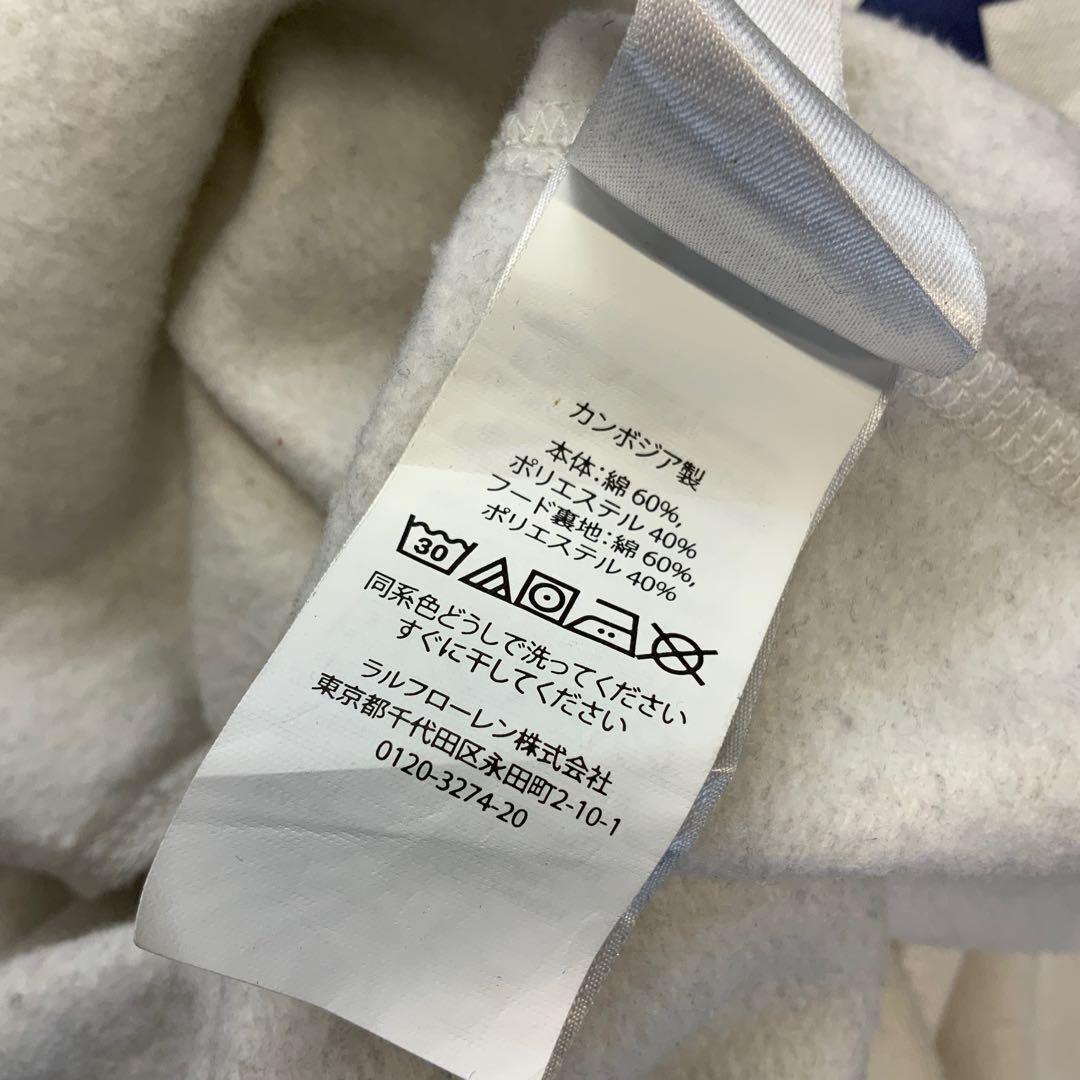 カンボジア製
本体：綿 60%,
ポリエステル 40%
フード裏地：綿 60%,
ポリエステル 40%
30
同系色どうしで洗ってください
すぐに干してください
ラルフローレン株式会社
東京都千代田区永田町2-10-1
0120-3274-20